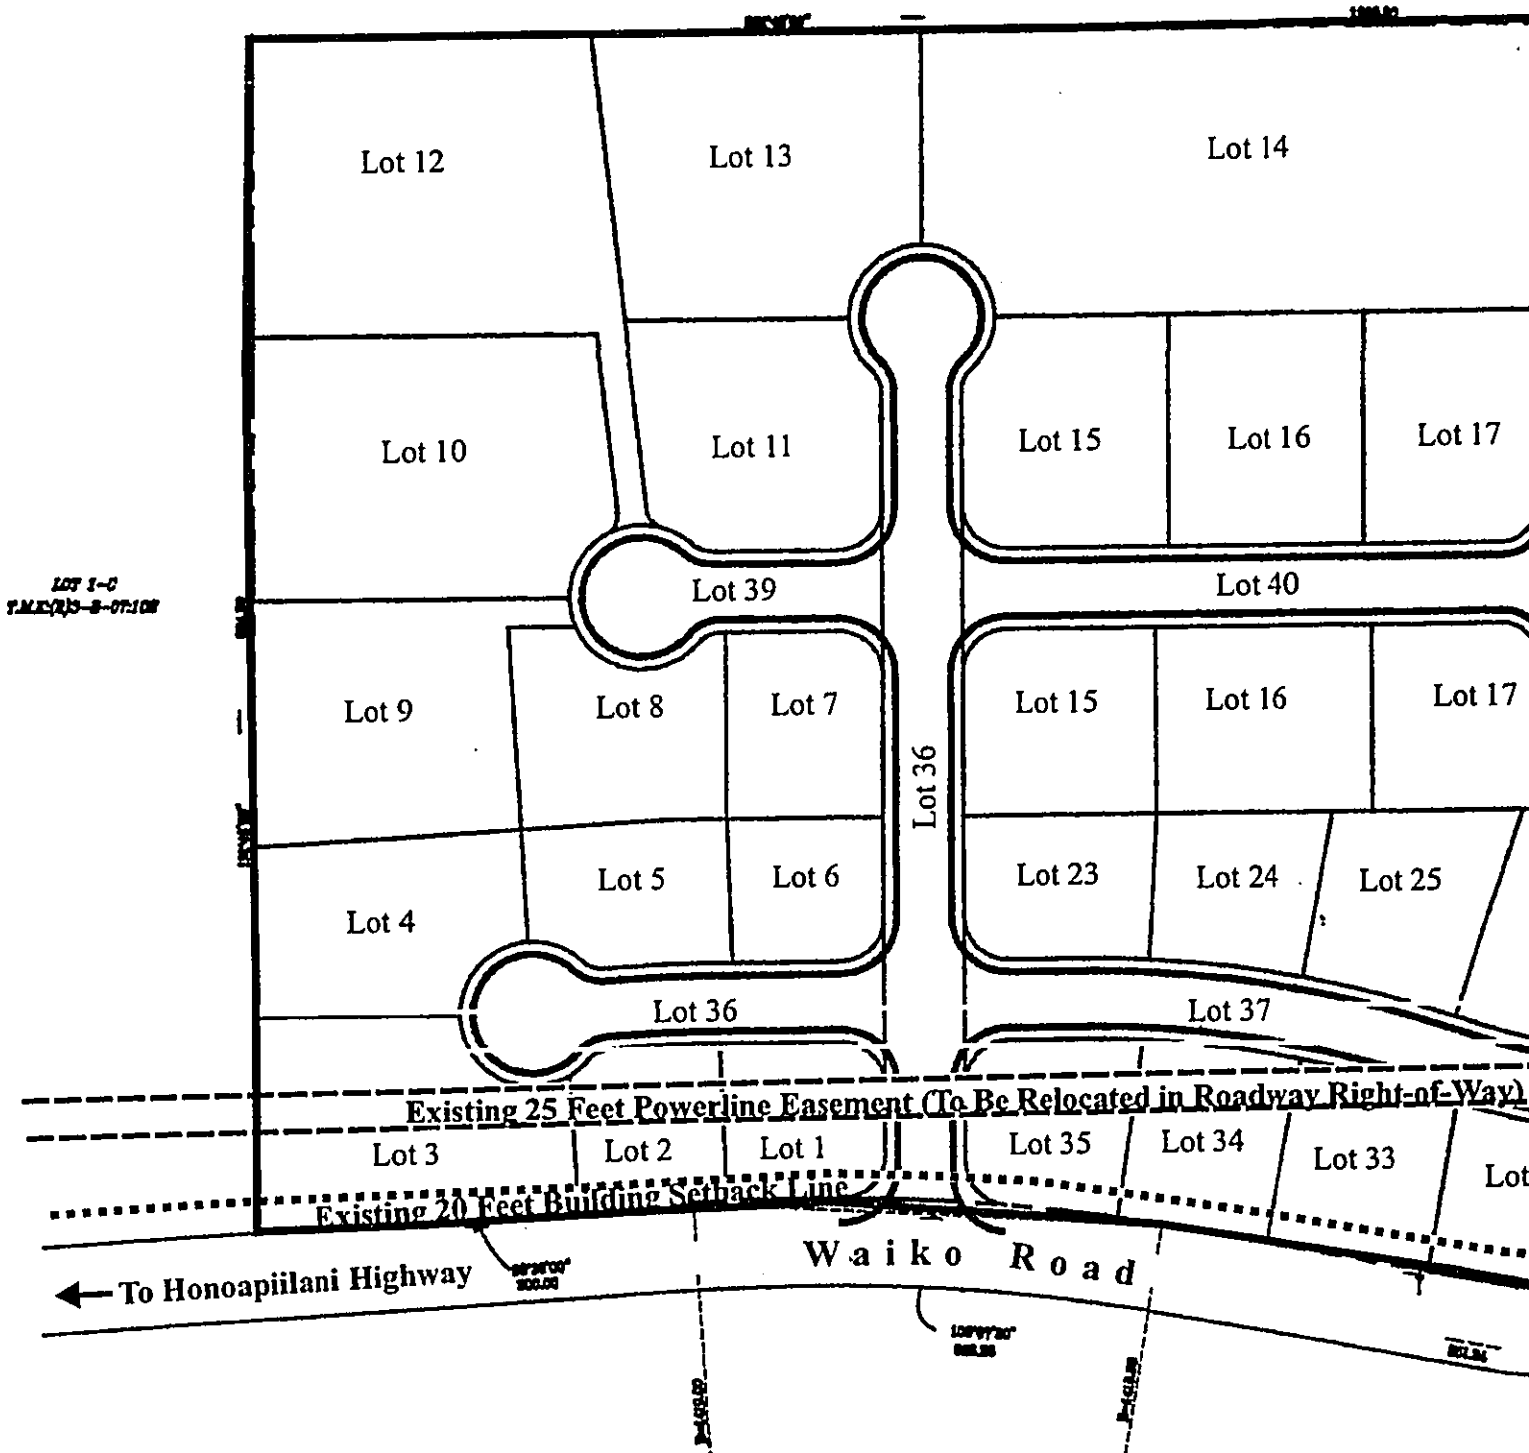 Lot 12
Lot 13
Lot 14
Lot 10
Lot 11
Lot 15
Lot 16
Lot 17
LOT 1-C
Lot 39
Lot 40
Lot 9
Lot 8
Lot 7
Lot 15
Lot 16
Lot 17
Lot 36
Lot 5
Lot 6
Lot 23
Lot 24
Lot 25
Lot 4
Lot 36
Lot 37
Existing 25 Feet Powerline Easement (To Be Relocated in Roadway Right-of-Way)
Lot 3
Lot 2
Lot 1
Lot 35
Lot 34
Lot 33
Lot
Existing 20 Feet Building Setback Line
Waiko Road
To Honoapiilani Highway